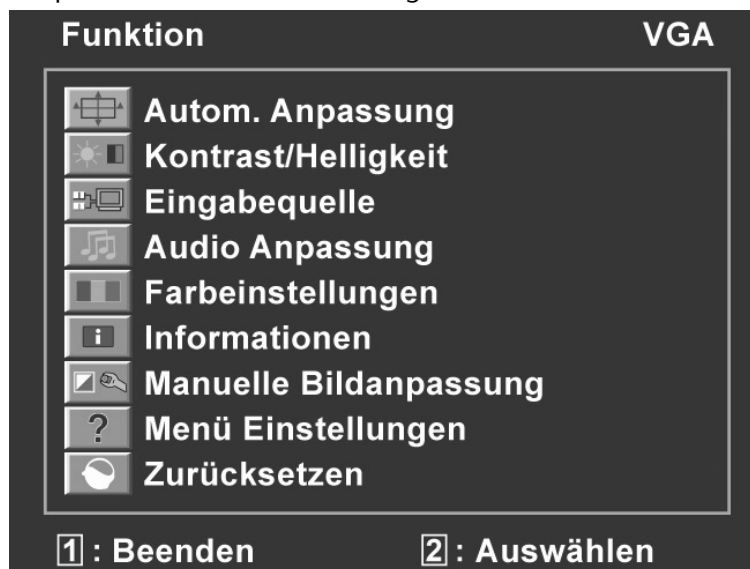 Funktion VGA
Autom. Anpassung
Kontrast/Helligkeit
Eingabequelle
Audio Anpassung
Farbeinstellungen
i Informationen
Manuelle Bildanpassung
? Menü Einstellungen
Zurücksetzen
1 : Beenden 2 : Auswählen